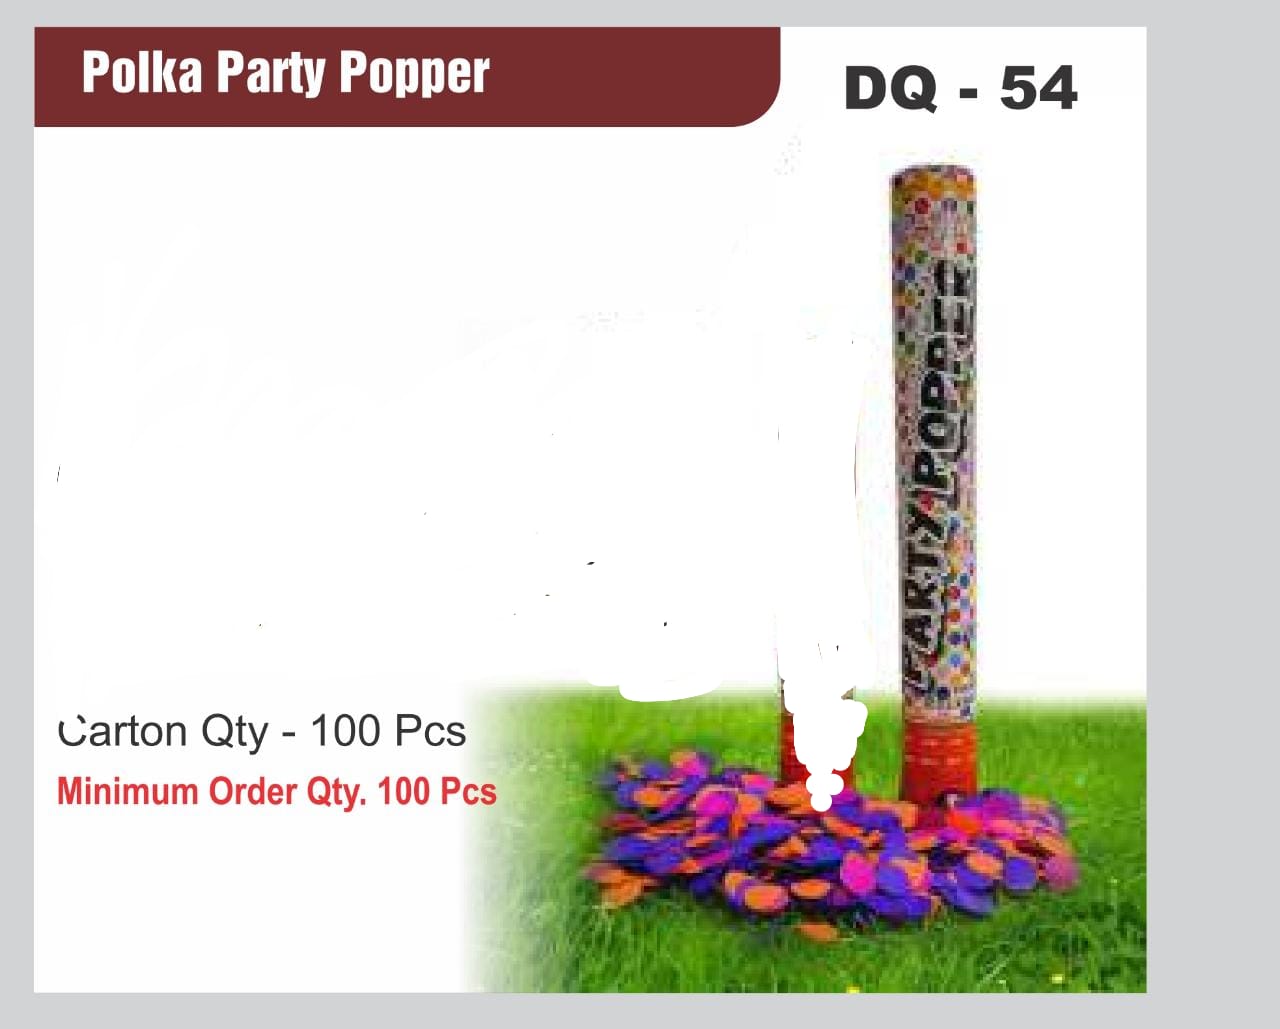 Polka Party Popper
DQ - 54
PARTY POPPER
Carton Qty - 100 Pcs
Minimum Order Qty. 100 Pcs